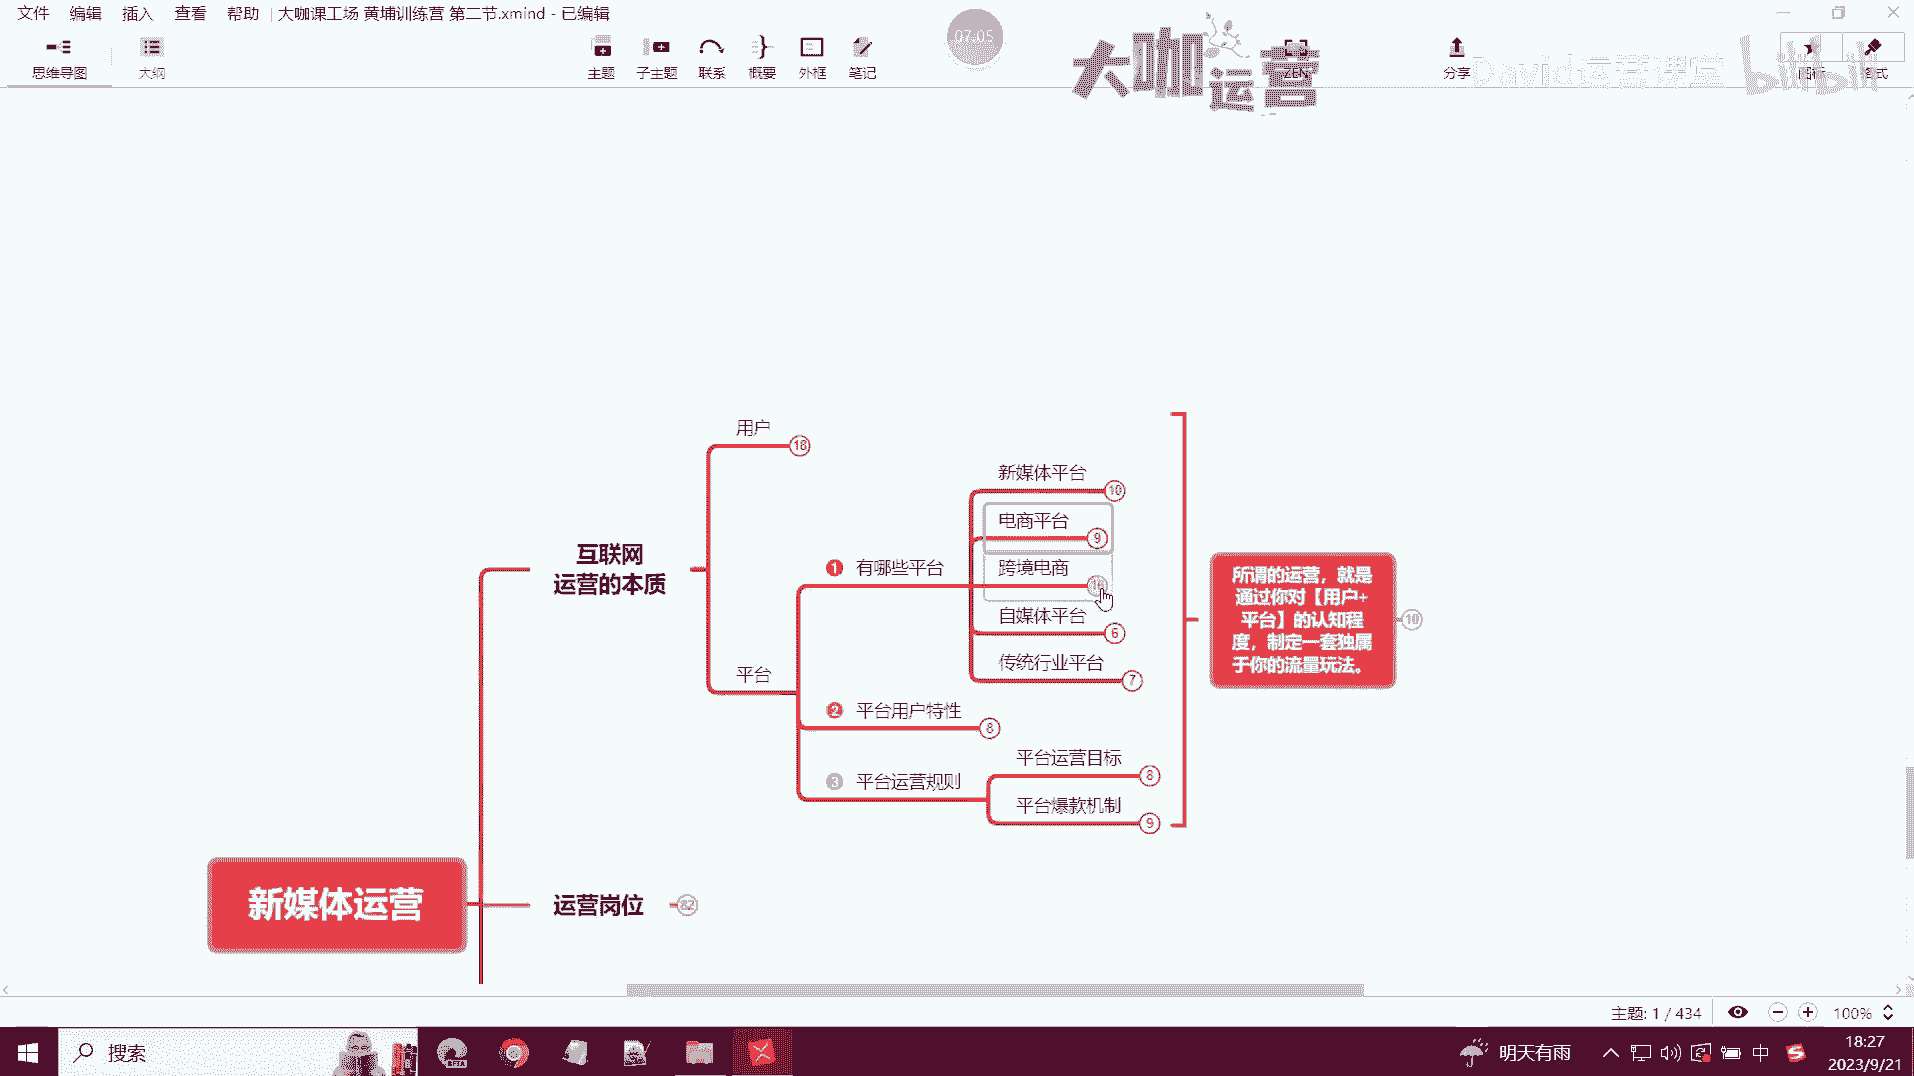 文件 编辑 插入 查看 帮助 大咖课工场 黄埔训练营 第二节.xmind - 已编辑
思维导图 大纲 主题 子主题 联系 概要 外框 笔记 ZEN 分享 图标 格式
07:05
大咖运营
David运营课堂 bilibili
用户 18
新媒体平台 10
电商平台 9
互联网
运营的本质
1 有哪些平台
跨境电商 16
自媒体平台 6
传统行业平台 7
平台
2 平台用户特性 8
平台运营目标 8
3 平台运营规则
平台爆款机制 9
所谓的运营，就是
通过你对【用户+
平台】的认知程
度，制定一套独属
于你的流量玩法。
10
新媒体运营
运营岗位 82
主题: 1 / 434 100%
搜索 BETA 明天有雨 中 18:27
2023/9/21